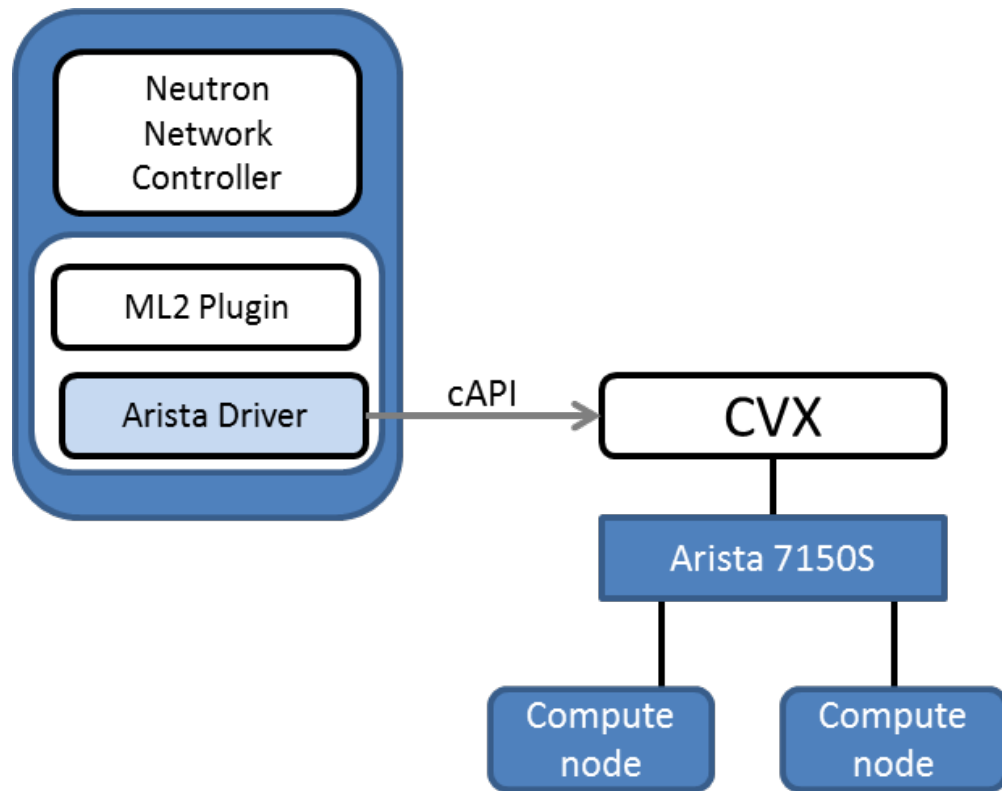 Neutron
Network
Controller
ML2 Plugin
Arista Driver
cAPI
CVX
Arista 7150S
Compute
node
Compute
node